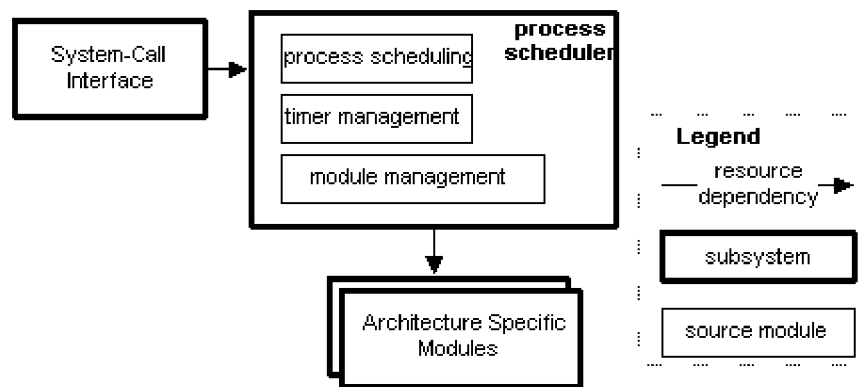 System-Call
Interface
process
scheduler
process scheduling
timer management
module management
Architecture Specific
Modules
Legend
resource
dependency
subsystem
source module